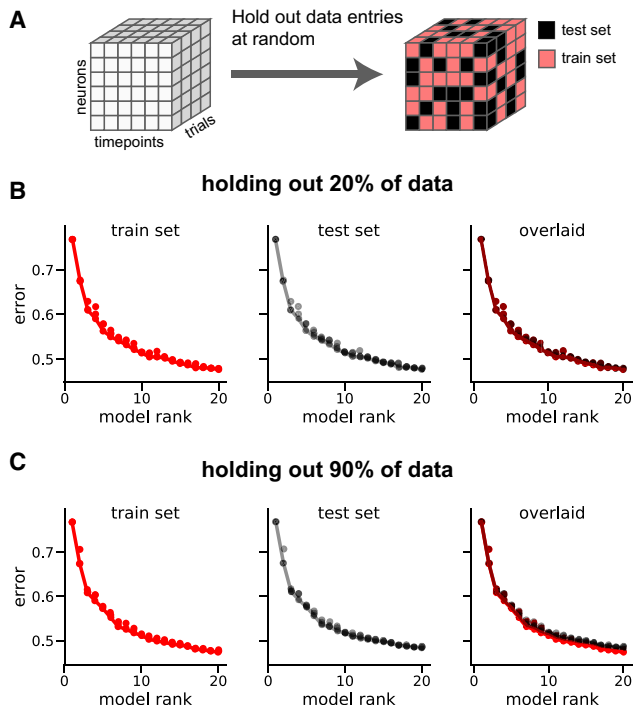 A
Hold out data entries
at random
test set
train set
neurons
timepoints
trials
B
holding out 20% of data
train set
test set
overlaid
error
0.7
0.6
0.5
0 10 20
0 10 20
0 10 20
model rank
model rank
model rank
C
holding out 90% of data
train set
test set
overlaid
error
0.7
0.6
0.5
0 10 20
0 10 20
0 10 20
model rank
model rank
model rank